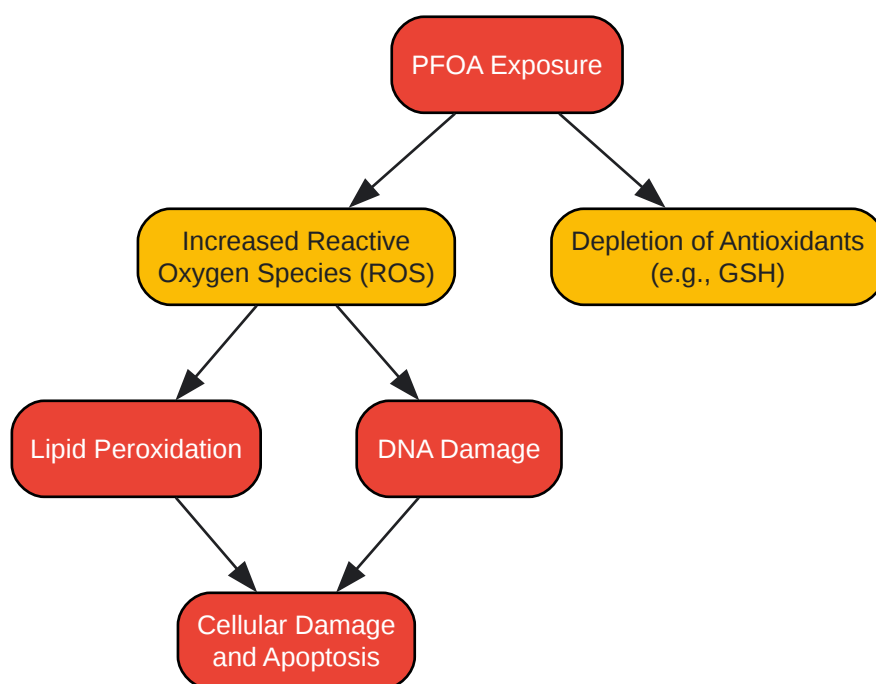 PFOA Exposure
Increased Reactive
Oxygen Species (ROS)
Depletion of Antioxidants
(e.g., GSH)
Lipid Peroxidation
DNA Damage
Cellular Damage
and Apoptosis